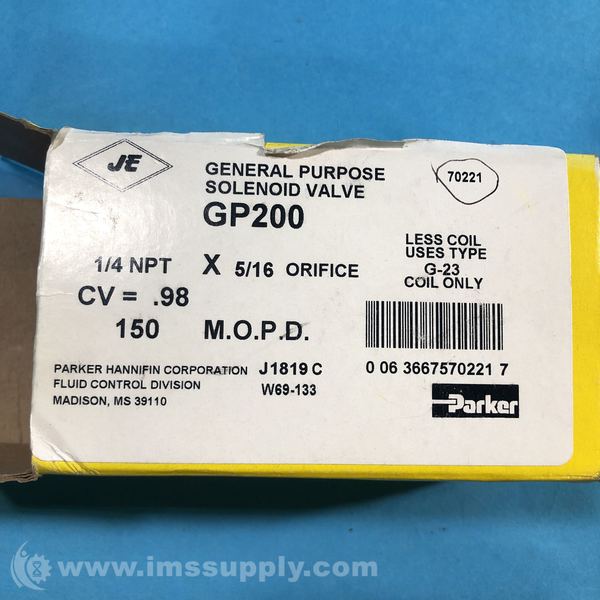 JE
GENERAL PURPOSE
SOLENOID VALVE
GP200
70221
1/4 NPT X 5/16 ORIFICE
CV = .98
150 M.O.P.D.
LESS COIL
USES TYPE
G-23
COIL ONLY
PARKER HANNIFIN CORPORATION
FLUID CONTROL DIVISION
MADISON, MS 39110
J1819 C
W69-133
0 06 3667570221 7
Parker
www.imssupply.com